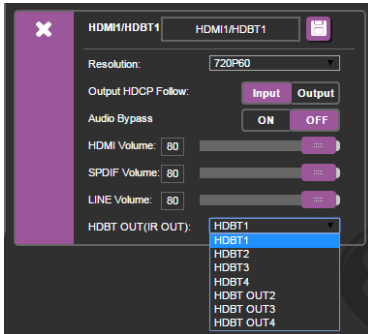 HDMI1/HDBT1 HDMI1/HDBT1
Resolution: 720P60
Output HDCP Follow: Input Output
Audio Bypass ON OFF
HDMI Volume: 80
SPDIF Volume: 80
LINE Volume: 80
HDBT OUT(IR OUT): HDBT1
HDBT1
HDBT2
HDBT3
HDBT4
HDBT OUT2
HDBT OUT3
HDBT OUT4